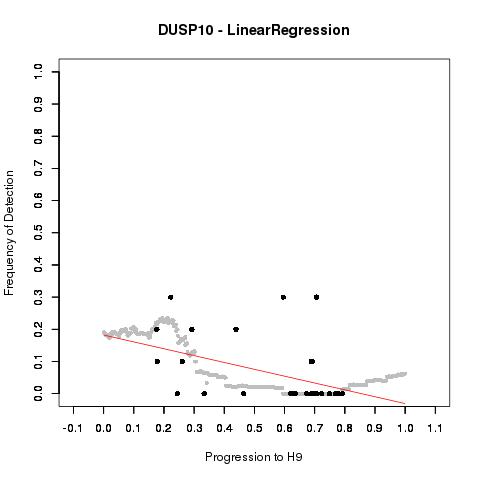 DUSP10 - LinearRegression
Frequency of Detection
1.0
0.9
0.8
0.7
0.6
0.5
0.4
0.3
0.2
0.1
0.0
-0.1 0.0 0.1 0.2 0.3 0.4 0.5 0.6 0.7 0.8 0.9 1.0 1.1
Progression to H9